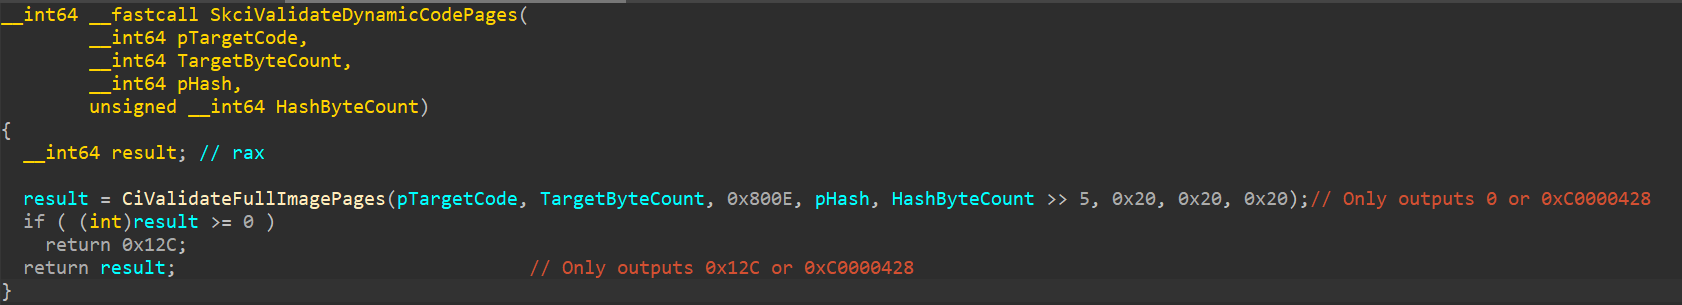 __int64 __fastcall SkciValidateDynamicCodePages(
        __int64 pTargetCode,
        __int64 TargetByteCount,
        __int64 pHash,
        unsigned __int64 HashByteCount)
{
  __int64 result; // rax
  result = CiValidateFullImagePages(pTargetCode, TargetByteCount, 0x800E, pHash, HashByteCount >> 5, 0x20, 0x20, 0x20);// Only outputs 0 or 0xC0000428
  if ( (int)result >= 0 )
    return 0x12C;
  return result;                                // Only outputs 0x12C or 0xC0000428
}